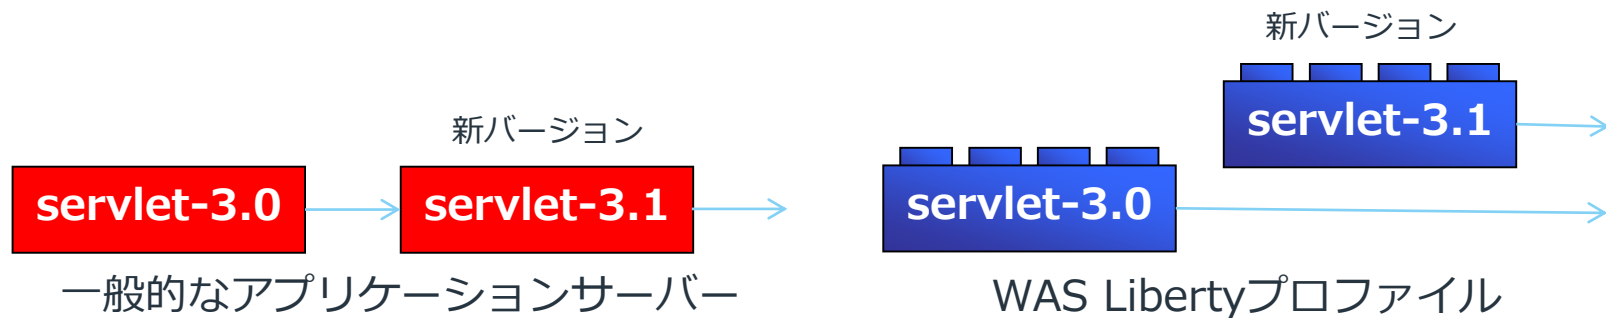 新バージョン
servlet-3.0
servlet-3.1
一般的なアプリケーションサーバー
新バージョン
servlet-3.1
servlet-3.0
WAS Libertyプロファイル